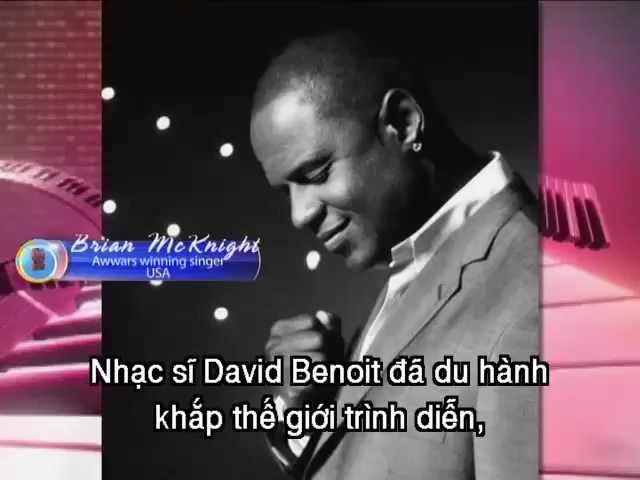 Brian McKnight
Awwars winning singer
USA
Nhạc sĩ David Benoit đã du hành
khắp thế giới trình diễn,